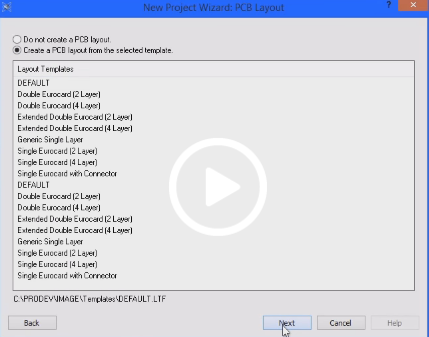 New Project Wizard: PCB Layout
? ×
Do not create a PCB layout.
Create a PCB layout from the selected template.
Layout Templates
DEFAULT
Double Eurocard (2 Layer)
Double Eurocard (4 Layer)
Extended Double Eurocard (2 Layer)
Extended Double Eurocard (4 Layer)
Generic Single Layer
Single Eurocard (2 Layer)
Single Eurocard (4 Layer)
Single Eurocard with Connector
DEFAULT
Double Eurocard (2 Layer)
Double Eurocard (4 Layer)
Extended Double Eurocard (2 Layer)
Extended Double Eurocard (4 Layer)
Generic Single Layer
Single Eurocard (2 Layer)
Single Eurocard (4 Layer)
Single Eurocard with Connector
C:\PRODEV\IMAGE\Templates\DEFAULT.LTF
Back Next Cancel Help